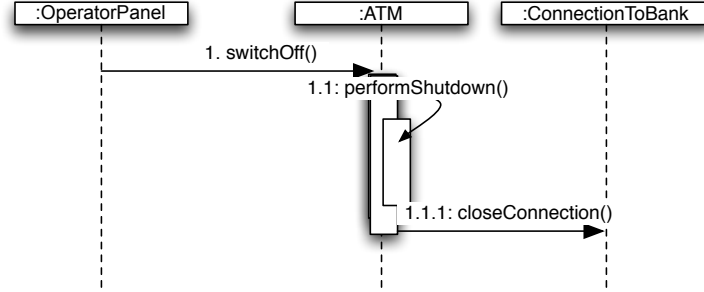 :OperatorPanel
:ATM
:ConnectionToBank
1. switchOff()
1.1: performShutdown()
1.1.1: closeConnection()